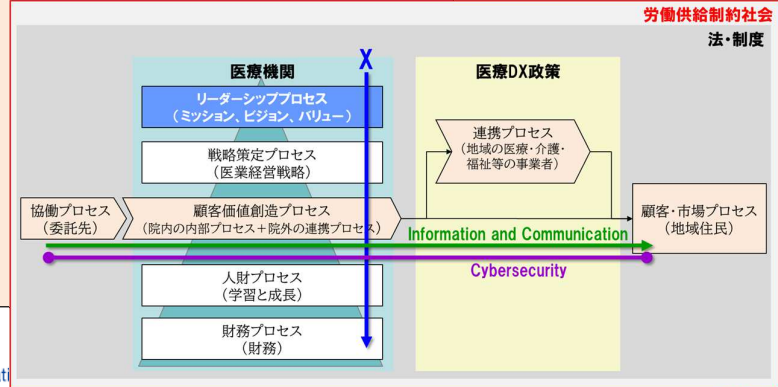 労働供給制約社会
法・制度
医療機関
X
医療DX政策
リーダーシッププロセス
（ミッション、ビジョン、バリュー）
戦略策定プロセス
（医業経営戦略）
連携プロセス
（地域の医療・介護・
福祉等の事業者）
協働プロセス
（委託先）
顧客価値創造プロセス
（院内の内部プロセス＋院外の連携プロセス）
顧客・市場プロセス
（地域住民）
Information and Communication
Cybersecurity
人財プロセス
（学習と成長）
財務プロセス
（財務）